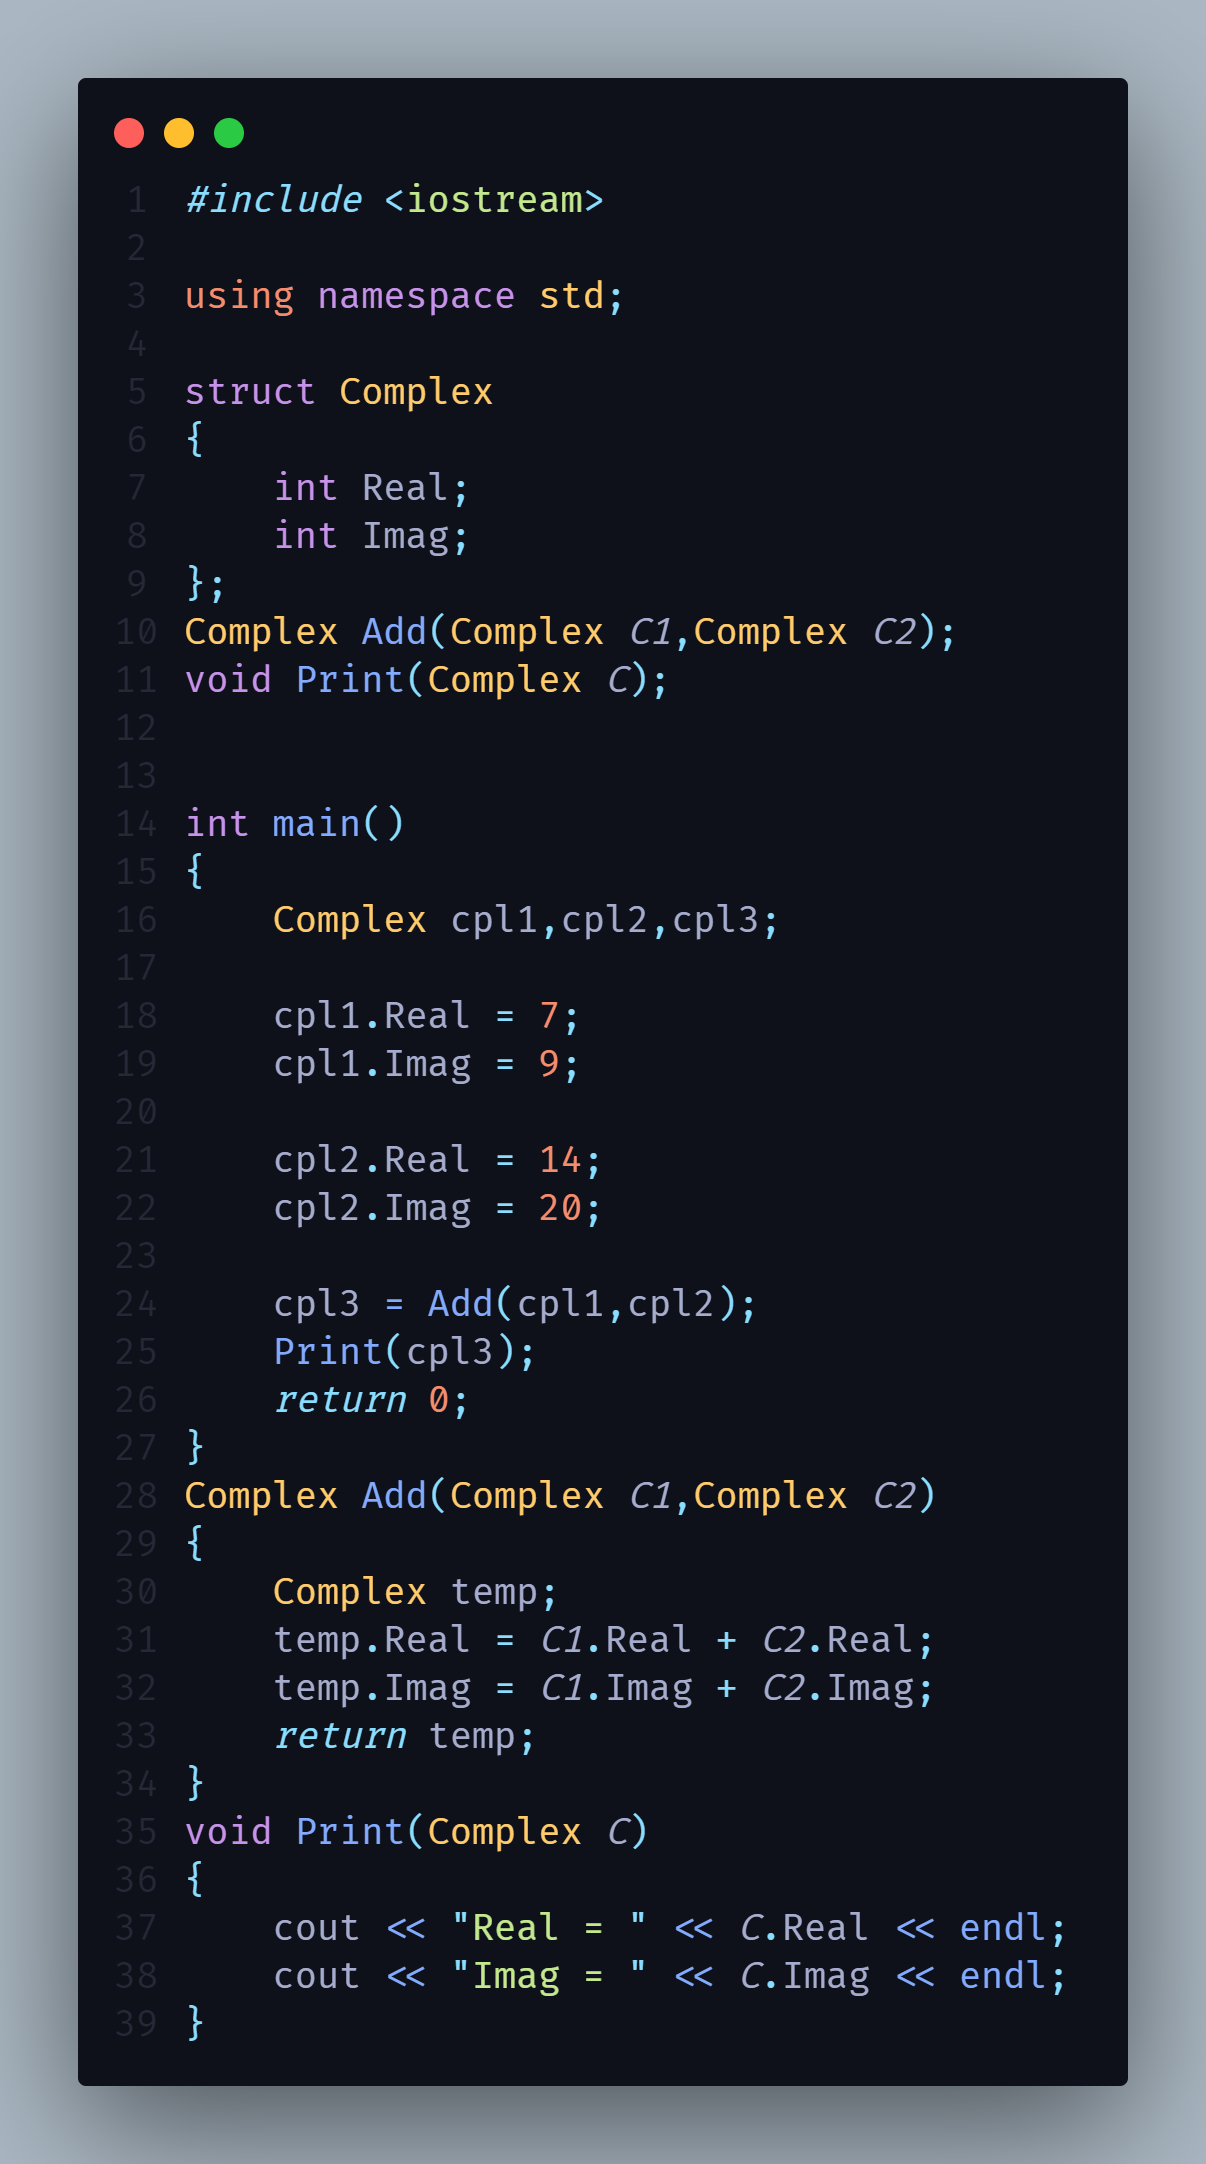 1 #include <iostream>
2
3 using namespace std;
4
5 struct Complex
6 {
7     int Real;
8     int Imag;
9 };
10 Complex Add(Complex C1,Complex C2);
11 void Print(Complex C);
12
13
14 int main()
15 {
16     Complex cpl1,cpl2,cpl3;
17
18     cpl1.Real = 7;
19     cpl1.Imag = 9;
20
21     cpl2.Real = 14;
22     cpl2.Imag = 20;
23
24     cpl3 = Add(cpl1,cpl2);
25     Print(cpl3);
26     return 0;
27 }
28 Complex Add(Complex C1,Complex C2)
29 {
30     Complex temp;
31     temp.Real = C1.Real + C2.Real;
32     temp.Imag = C1.Imag + C2.Imag;
33     return temp;
34 }
35 void Print(Complex C)
36 {
37     cout << "Real = " << C.Real << endl;
38     cout << "Imag = " << C.Imag << endl;
39 }